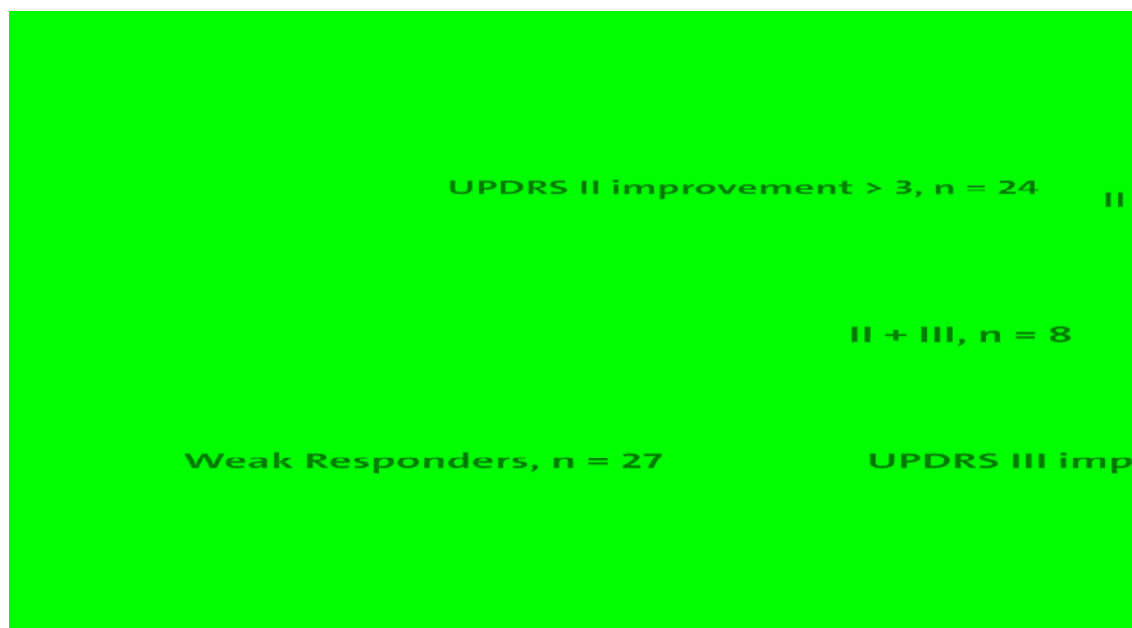 UPDRS II improvement > 3, n = 24
II
II + III, n = 8
Weak Responders, n = 27
UPDRS III imp